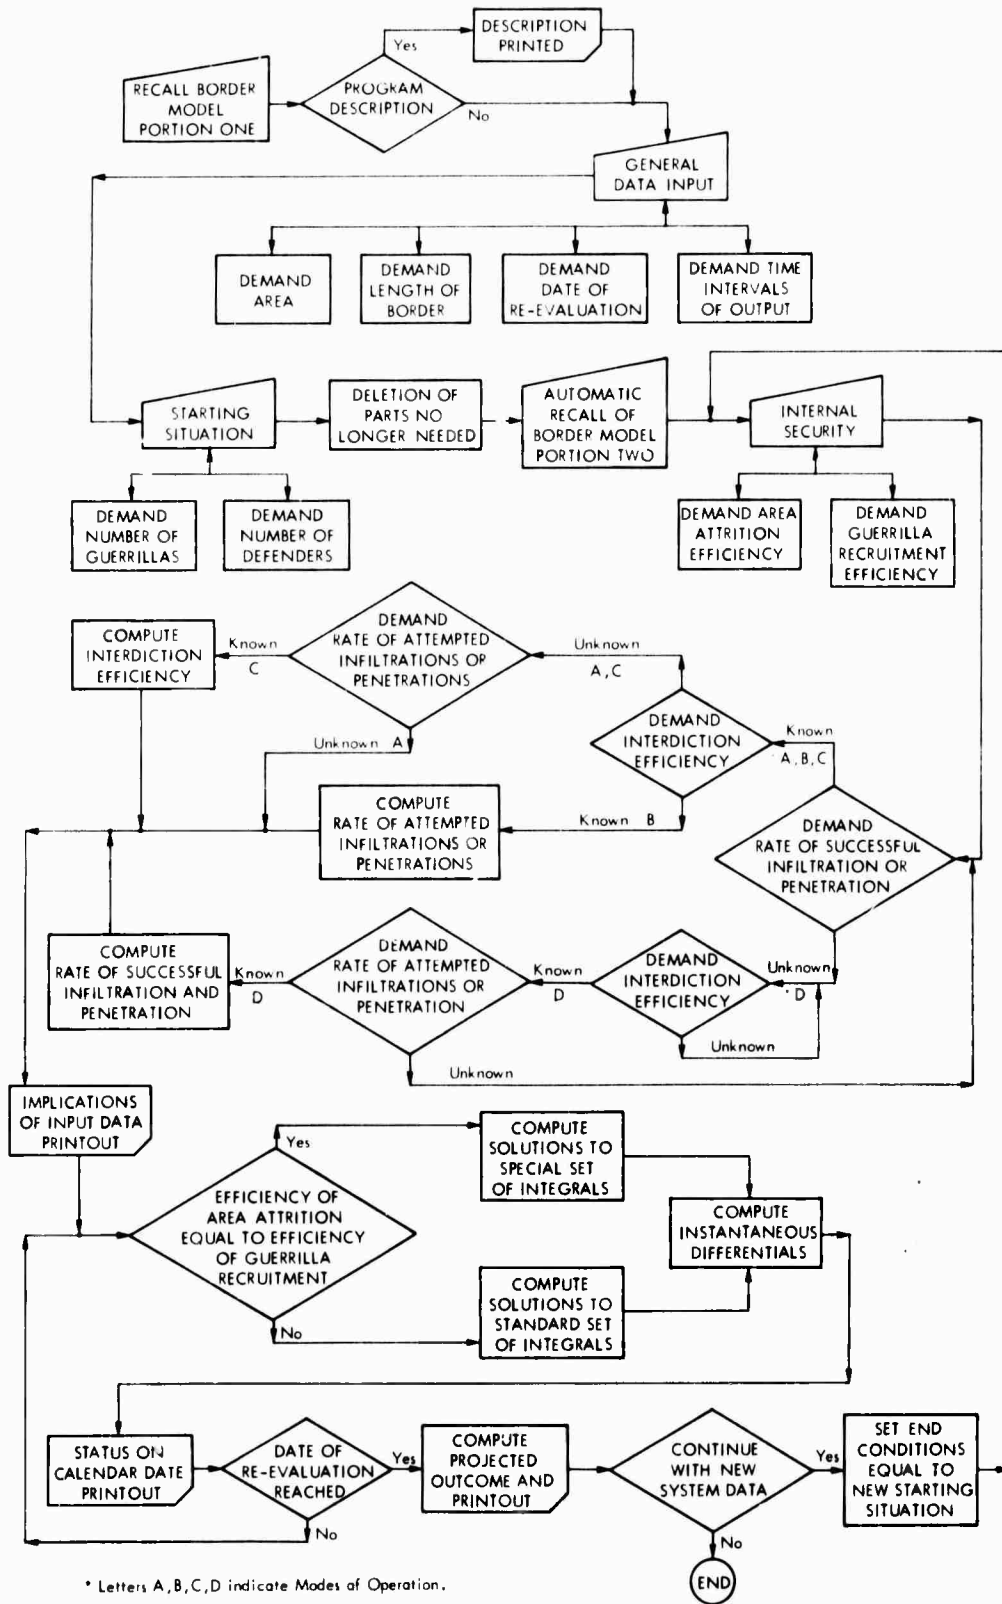 Yes
DESCRIPTION
PRINTED
RECALL BORDER
MODEL
PORTION ONE
PROGRAM
DESCRIPTION
No
GENERAL
DATA INPUT
DEMAND
AREA
DEMAND
LENGTH OF
BORDER
DEMAND
DATE OF
RE-EVALUATION
DEMAND TIME
INTERVALS
OF OUTPUT
STARTING
SITUATION
DELETION OF
PARTS NO
LONGER NEEDED
AUTOMATIC
RECALL OF
BORDER MODEL
PORTION TWO
INTERNAL
SECURITY
DEMAND
NUMBER OF
GUERRILLAS
DEMAND
NUMBER OF
DEFENDERS
DEMAND AREA
ATTRITION
EFFICIENCY
DEMAND
GUERRILLA
RECRUITMENT
EFFICIENCY
COMPUTE
INTERDICTION
EFFICIENCY
Known
C
DEMAND
RATE OF ATTEMPTED
INFILTRATIONS OR
PENETRATIONS
Unknown
A,C
DEMAND
INTERDICTION
EFFICIENCY
Known
A,B,C
Unknown A
COMPUTE
RATE OF ATTEMPTED
INFILTRATIONS OR
PENETRATIONS
Known B
DEMAND
RATE OF SUCCESSFUL
INFILTRATION OR
PENETRATION
COMPUTE
RATE OF SUCCESSFUL
INFILTRATION AND
PENETRATION
Known
D
DEMAND
RATE OF ATTEMPTED
INFILTRATIONS OR
PENETRATION
Known
D
DEMAND
INTERDICTION
EFFICIENCY
Unknown
D
Unknown
Unknown
IMPLICATIONS
OF INPUT DATA
PRINTOUT
Yes
EFFICIENCY OF
AREA ATTRITION
EQUAL TO EFFICIENCY
OF GUERRILLA
RECRUITMENT
No
COMPUTE
SOLUTIONS TO
SPECIAL SET
OF INTEGRALS
COMPUTE
INSTANTANEOUS
DIFFERENTIALS
COMPUTE
SOLUTIONS TO
STANDARD SET
OF INTEGRALS
STATUS ON
CALENDAR DATE
PRINTOUT
DATE OF
RE-EVALUATION
REACHED
Yes
No
COMPUTE
PROJECTED
OUTCOME AND
PRINTOUT
CONTINUE
WITH NEW
SYSTEM DATA
Yes
No
SET END
CONDITIONS
EQUAL TO
NEW STARTING
SITUATION
END
* Letters A,B,C,D indicate Modes of Operation.